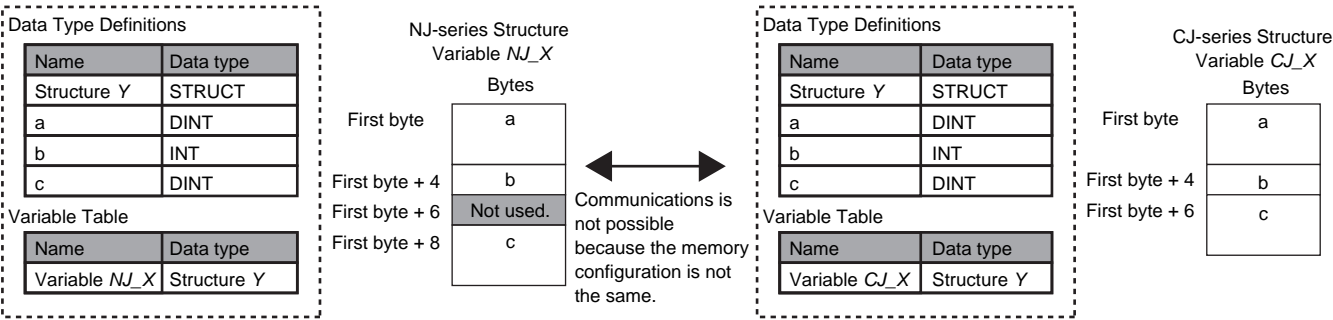 Data Type Definitions
Name Data type
Structure Y STRUCT
a DINT
b INT
c DINT
Variable Table
Name Data type
Variable NJ_X Structure Y
NJ-series Structure
Variable NJ_X
Bytes
First byte a
First byte + 4 b
First byte + 6 Not used.
First byte + 8 c
Communications is
not possible
because the memory
configuration is not
the same.
Data Type Definitions
Name Data type
Structure Y STRUCT
a DINT
b INT
c DINT
Variable Table
Name Data type
Variable CJ_X Structure Y
CJ-series Structure
Variable CJ_X
Bytes
First byte a
First byte + 4 b
First byte + 6 c